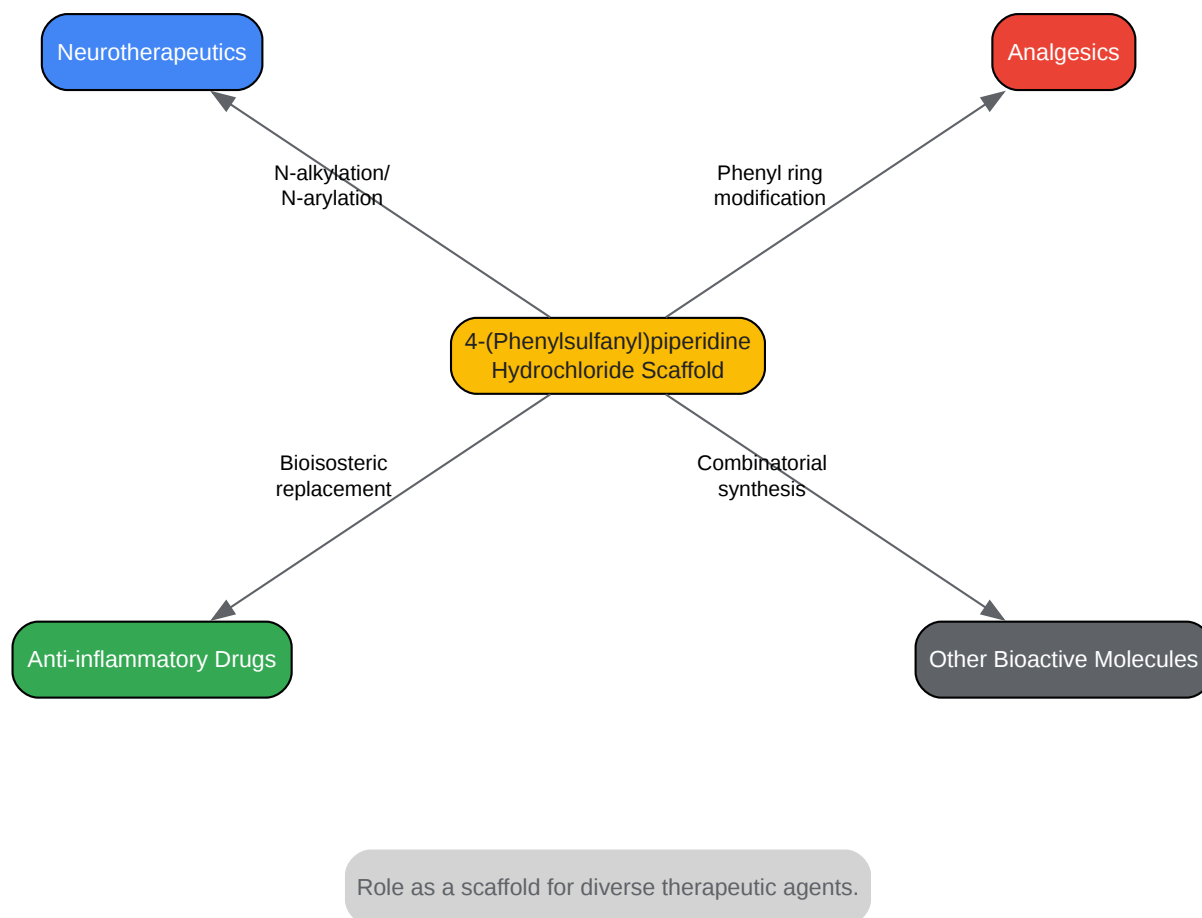 Neurotherapeutics
Analgesics
N-alkylation/
N-arylation
Phenyl ring
modification
4-(Phenylsulfanyl)piperidine
Hydrochloride Scaffold
Bioisosteric
replacement
Combinatorial
synthesis
Anti-inflammatory Drugs
Other Bioactive Molecules
Role as a scaffold for diverse therapeutic agents.